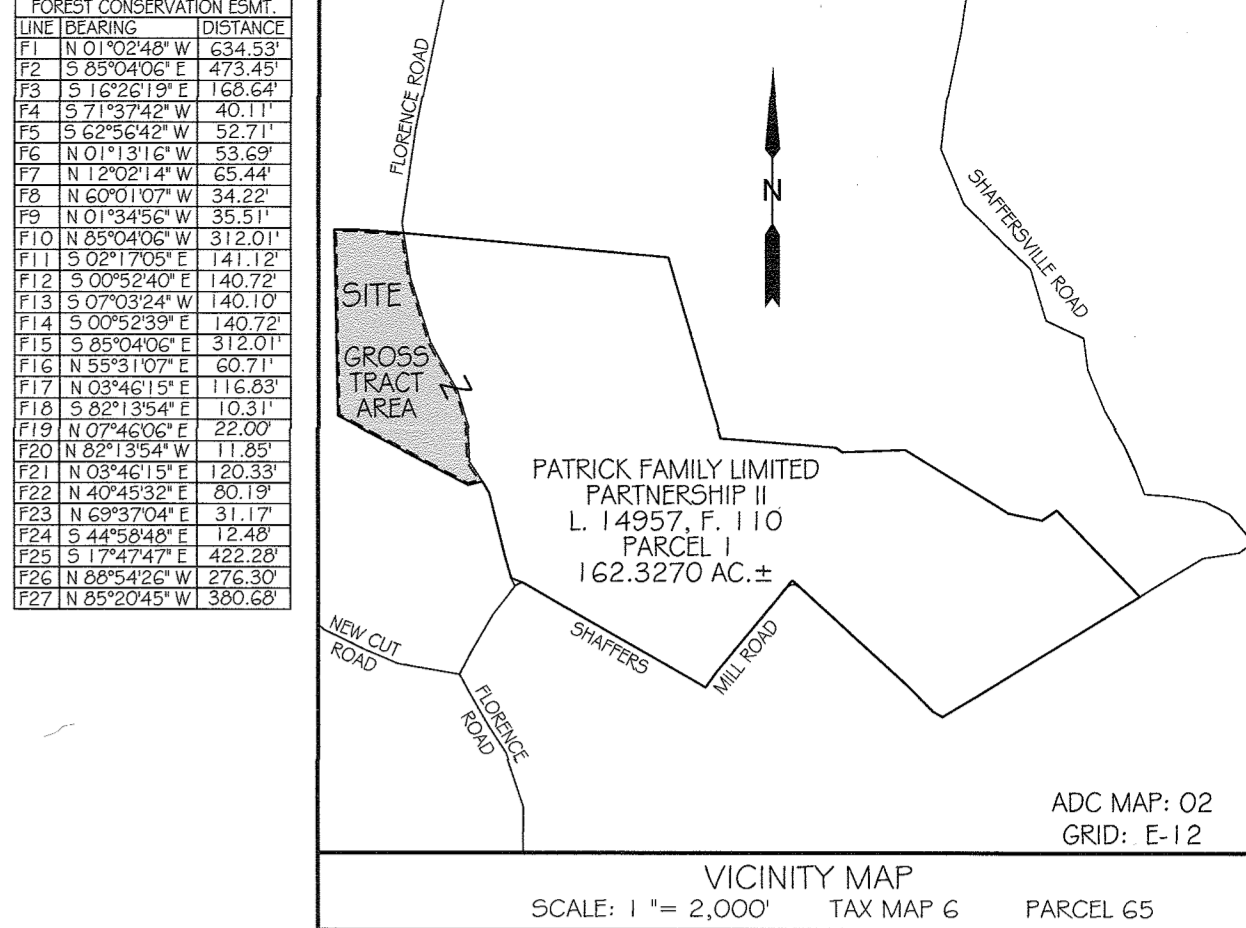 FOREST CONSERVATION ESMT.
LINE BEARING DISTANCE
F1 N 01°02'48" W 634.53'
F2 S 85°04'06" E 473.45'
F3 S 16°26'19" E 168.64'
F4 S 71°37'42" W 40.11'
F5 S 62°56'42" W 52.71'
F6 N 01°13'16" W 53.69'
F7 N 12°02'14" W 65.44'
F8 N 60°01'07" W 34.22'
F9 N 01°34'56" W 35.51'
F10 N 85°04'06" W 312.01'
F11 S 02°17'05" E 141.12'
F12 S 00°52'40" E 140.72'
F13 S 07°03'24" W 140.10'
F14 S 00°52'39" E 140.72'
F15 S 85°04'06" E 312.01'
F16 N 55°31'07" E 60.71'
F17 N 03°46'15" E 116.83'
F18 S 82°13'54" E 10.31'
F19 N 07°46'06" E 22.00'
F20 N 82°13'54" W 11.85'
F21 N 03°46'15" E 120.33'
F22 N 40°45'32" E 80.19'
F23 N 69°37'04" E 31.17'
F24 S 44°58'48" E 12.48'
F25 S 17°47'47" E 422.28'
F26 N 88°54'26" W 276.30'
F27 N 85°20'45" W 380.68'
FLORENCE ROAD
N
SHAFFERSVILLE ROAD
SITE
GROSS
TRACT
AREA
PATRICK FAMILY LIMITED
PARTNERSHIP II
L. 14957, F. 110
PARCEL 1
162.3270 AC.±
NEW CUT
ROAD
SHAFFERS
MILL ROAD
FLORENCE
ROAD
ADC MAP: 02
GRID: E-12
VICINITY MAP
SCALE: 1 "= 2,000' TAX MAP 6 PARCEL 65